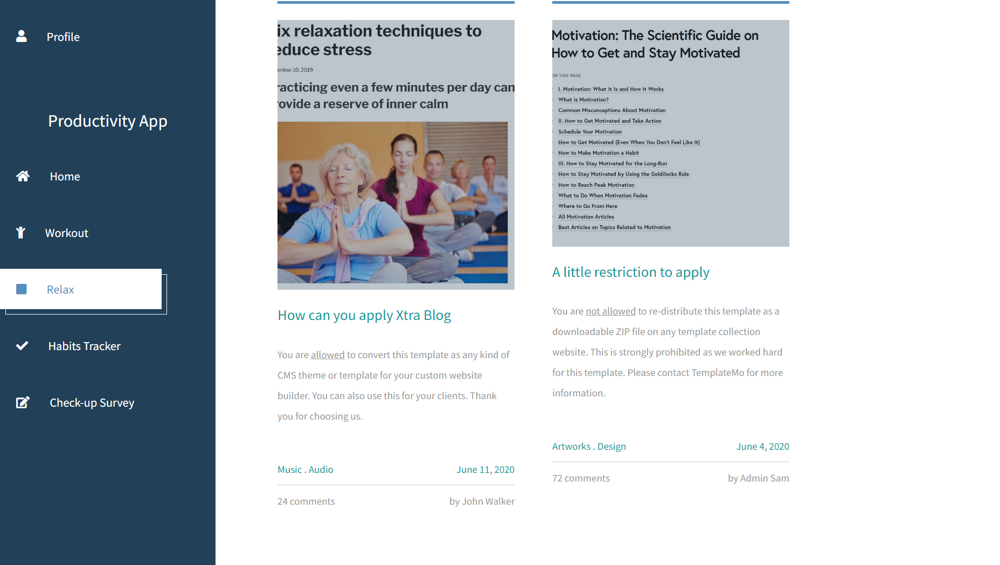 Profile
Productivity App
Home
Workout
Relax
Habits Tracker
Check-up Survey
ix relaxation techniques to
educe stress
ember 10, 2019
racticing even a few minutes per day can
rovide a reserve of inner calm
How can you apply Xtra Blog
You are allowed to convert this template as any kind of
CMS theme or template for your custom website
builder. You can also use this for your clients. Thank
you for choosing us.
Music . Audio
June 11, 2020
24 comments
by John Walker
Motivation: The Scientific Guide on
How to Get and Stay Motivated
ON THIS PAGE
I. Motivation: What It Is and How It Works
What is Motivation?
Common Misconceptions About Motivation
II. How to Get Motivated and Take Action
Schedule Your Motivation
How to Get Motivated (Even When You Don't Feel Like It)
How to Make Motivation a Habit
III. How to Stay Motivated for the Long-Run
How to Stay Motivated by Using the Goldilocks Rule
How to Reach Peak Motivation
What to Do When Motivation Fades
Where to Go From Here
All Motivation Articles
Best Articles on Topics Related to Motivation
A little restriction to apply
You are not allowed to re-distribute this template as a
downloadable ZIP file on any template collection
website. This is strongly prohibited as we worked hard
for this template. Please contact TemplateMo for more
information.
Artworks . Design
June 4, 2020
72 comments
by Admin Sam